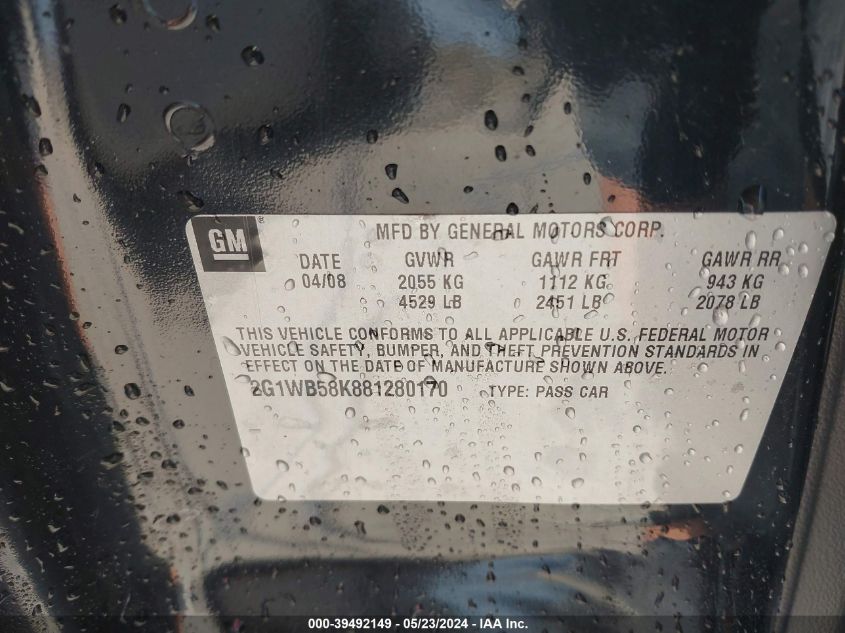 GM
®
MFD BY GENERAL MOTORS CORP.
DATE GVWR GAWR FRT GAWR RR
04/08 2055 KG 1112 KG 943 KG
4529 LB 2451 LB 2078 LB
THIS VEHICLE CONFORMS TO ALL APPLICABLE U.S. FEDERAL MOTOR
VEHICLE SAFETY, BUMPER, AND THEFT PREVENTION STANDARDS IN
EFFECT ON THE DATE OF MANUFACTURE SHOWN ABOVE.
2G1WB58K881280170 TYPE: PASS CAR
000-39492149 - 05/23/2024 - IAA Inc.